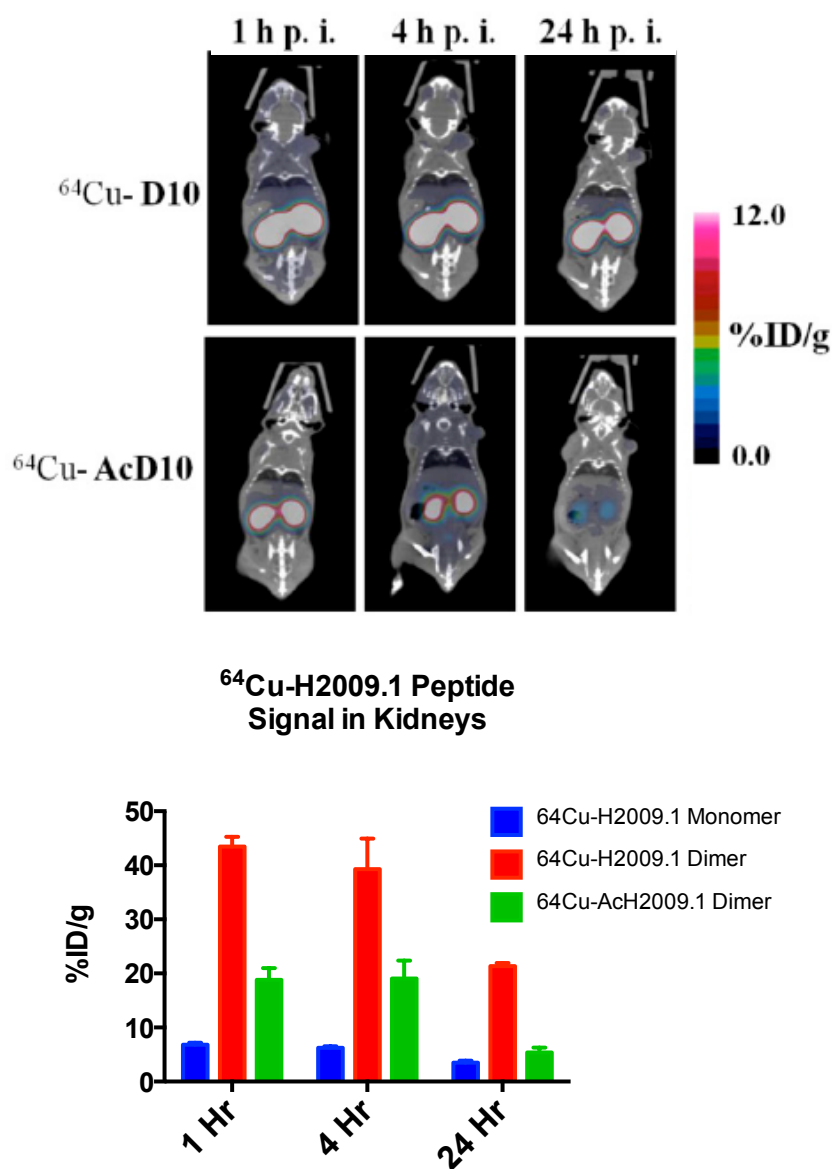 1 h p. i. 4 h p. i. 24 h p. i.
64Cu- D10
12.0
%ID/g
0.0
64Cu- AcD10
64Cu-H2009.1 Peptide
Signal in Kidneys
50
40
30
20
10
0
%ID/g
64Cu-H2009.1 Monomer
64Cu-H2009.1 Dimer
64Cu-AcH2009.1 Dimer
1 Hr 4 Hr 24 Hr